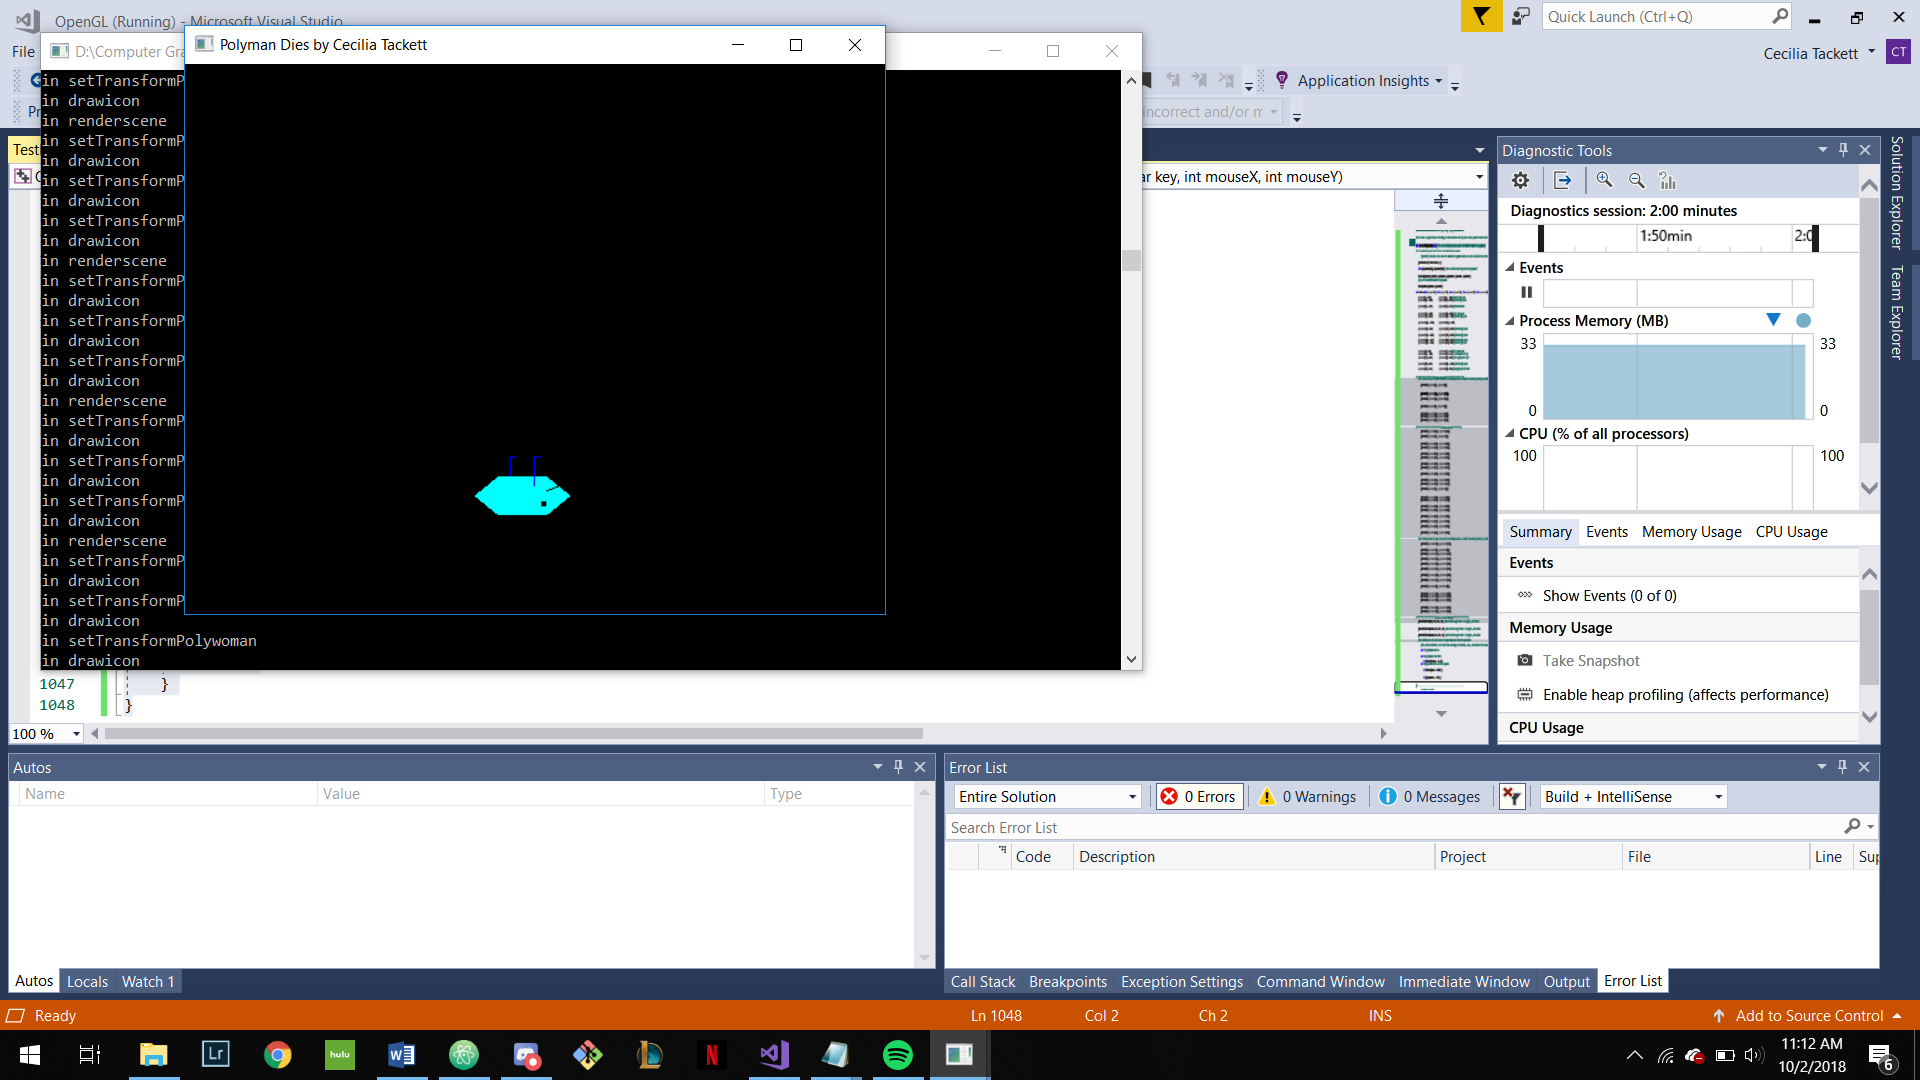 OpenGL (Running) - Microsoft Visual Studio
Quick Launch (Ctrl+Q)
File
D:\Computer Gra
Polyman Dies by Cecilia Tackett
Cecilia Tackett
CT
Application Insights
incorrect and/or m
Test
ar key, int mouseX, int mouseY)
in setTransformP
in drawicon
in renderscene
in setTransformP
in drawicon
in setTransformP
in drawicon
in setTransformP
in drawicon
in renderscene
in setTransformP
in drawicon
in setTransformP
in drawicon
in setTransformP
in drawicon
in renderscene
in setTransformP
in drawicon
in setTransformP
in drawicon
in setTransformP
in drawicon
in renderscene
in setTransformP
in drawicon
in setTransformP
in drawicon
in setTransformPolywoman
in drawicon
1047 }
1048 }
100 %
Diagnostic Tools
Diagnostics session: 2:00 minutes
1:50min
Events
Process Memory (MB)
33 33
0 0
CPU (% of all processors)
100 100
Summary Events Memory Usage CPU Usage
Events
Show Events (0 of 0)
Memory Usage
Take Snapshot
Enable heap profiling (affects performance)
CPU Usage
Solution Explorer
Team Explorer
Autos
Name Value Type
Autos Locals Watch 1
Error List
Entire Solution 0 Errors 0 Warnings 0 Messages Build + IntelliSense
Search Error List
Code Description Project File Line Sup
Call Stack Breakpoints Exception Settings Command Window Immediate Window Output Error List
Ready Ln 1048 Col 2 Ch 2 INS Add to Source Control
Lr hulu N
11:12 AM
10/2/2018
6